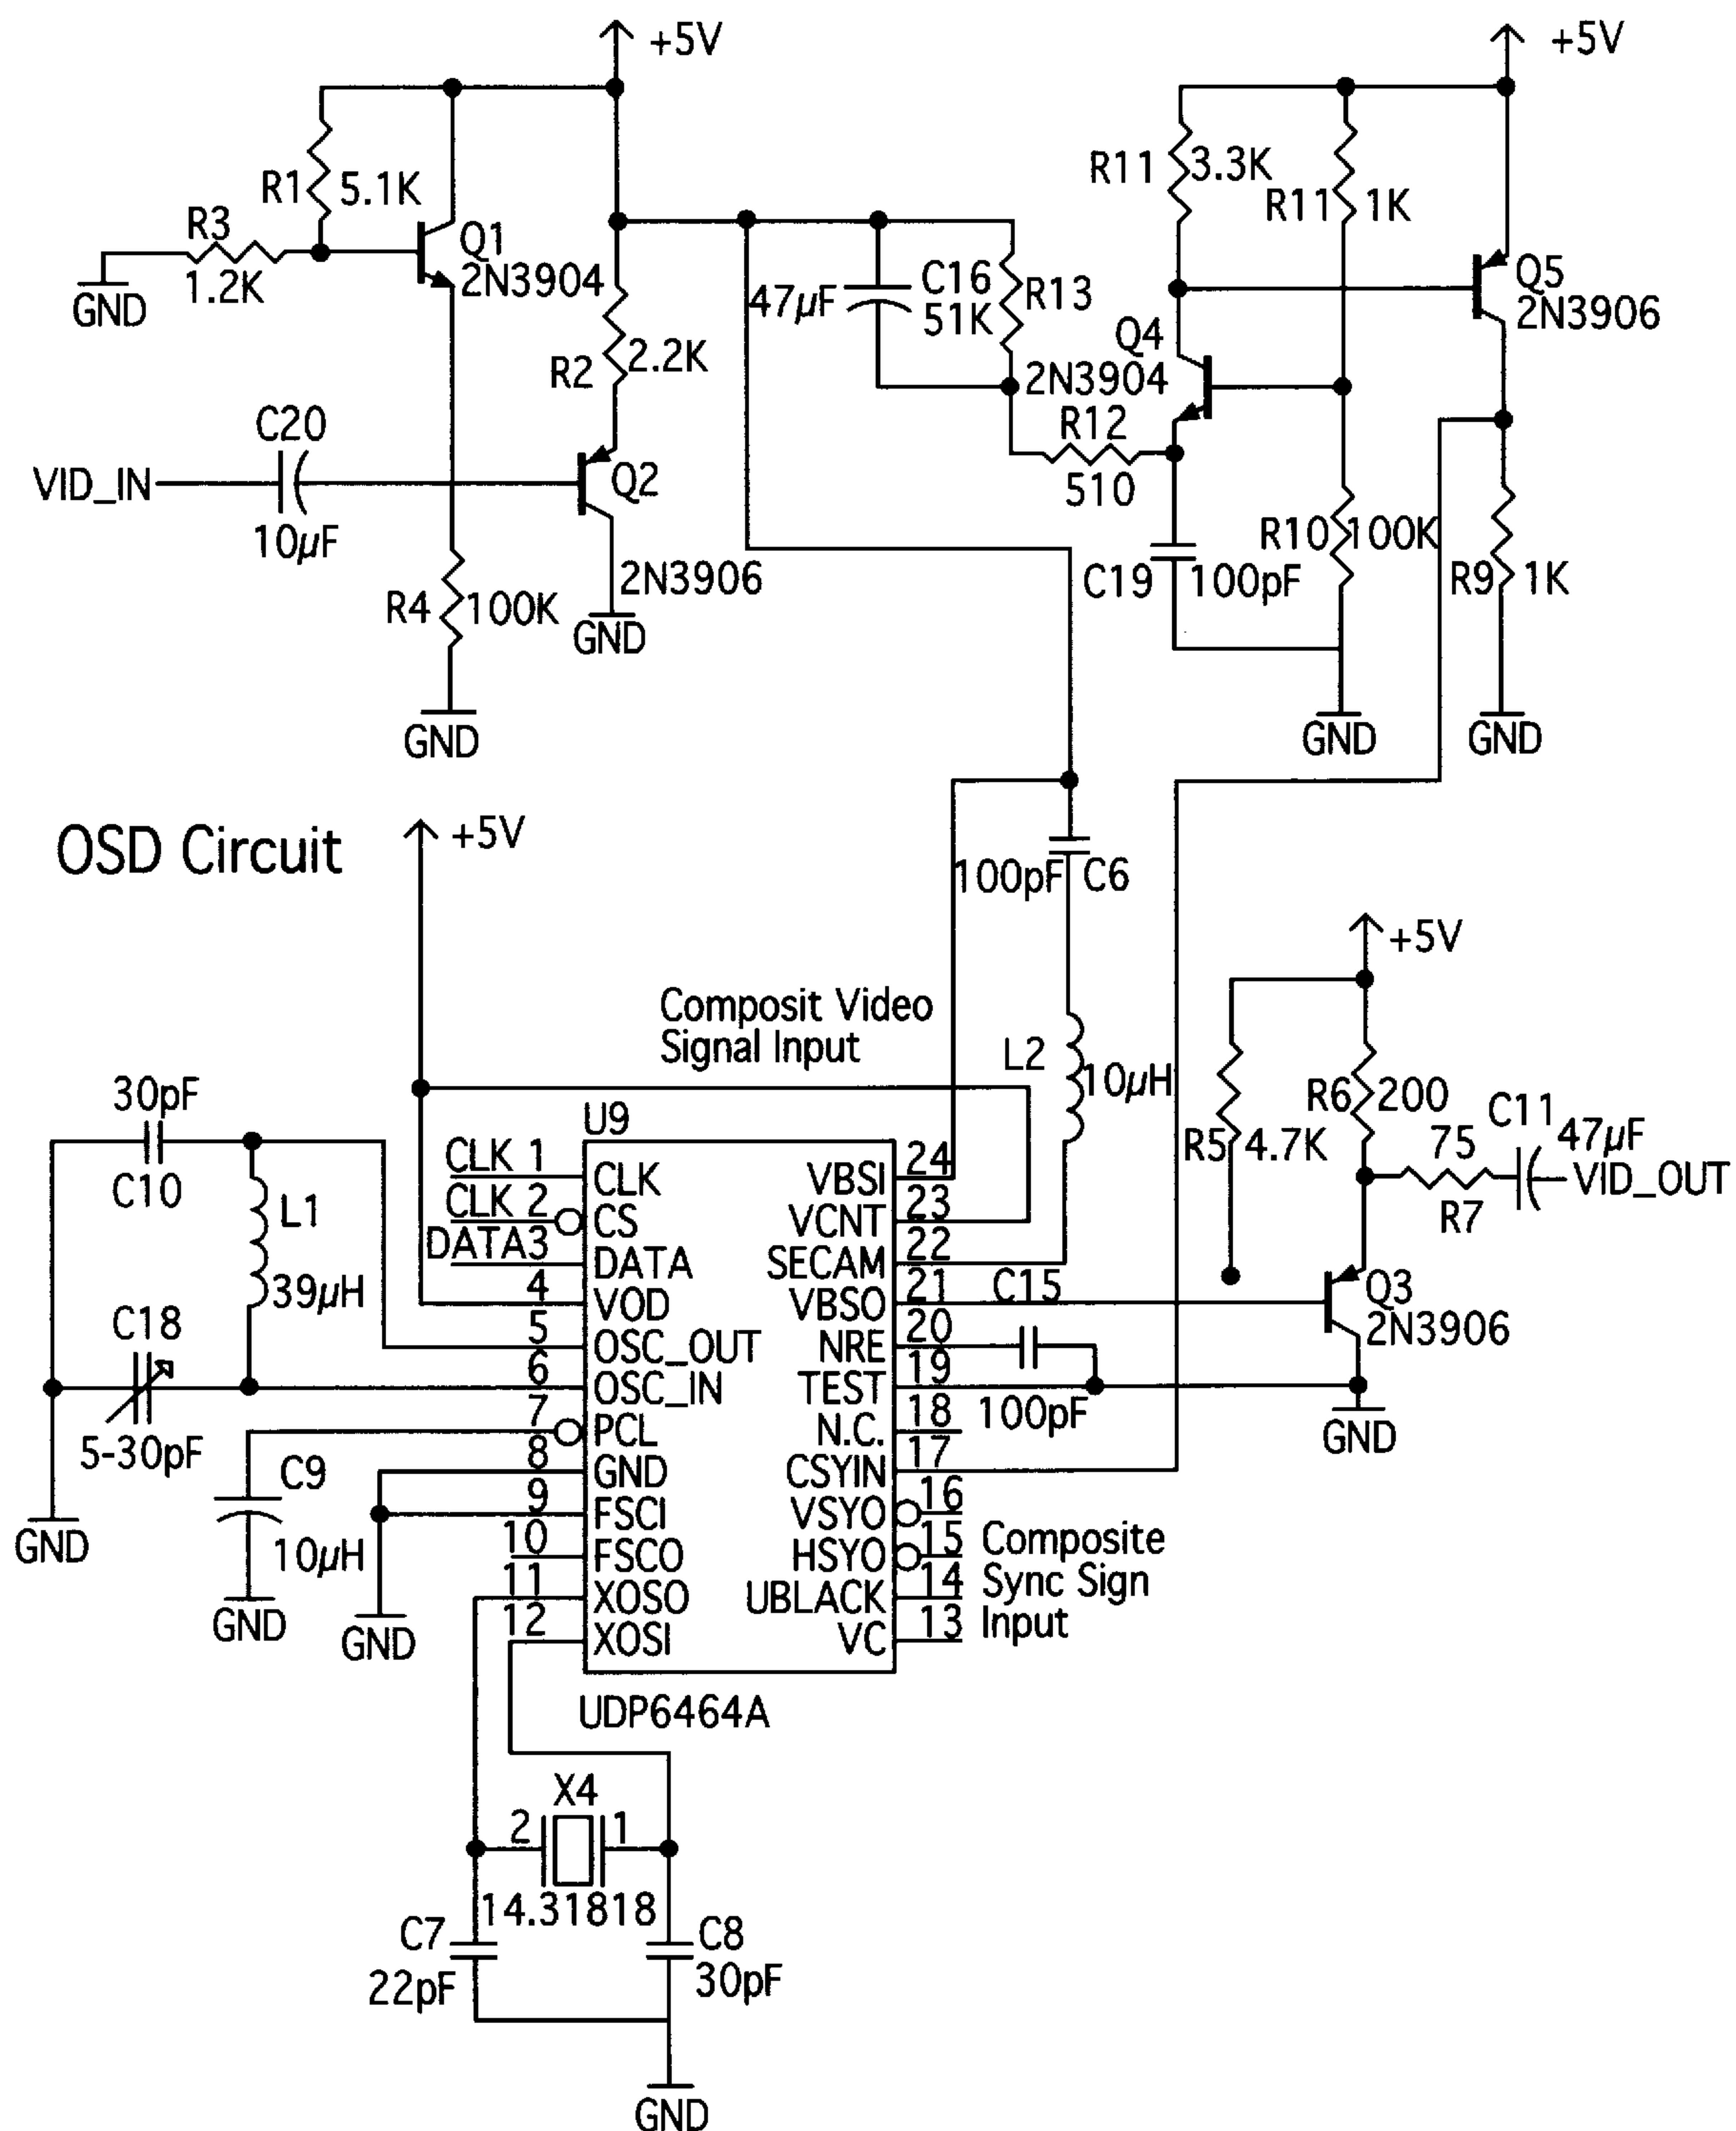 +5V
+5V
R1
5.1K
R3
1.2K
GND
Q1
2N3904
R2
2.2K
47µF
C16
51K
R13
R11
3.3K
R11
1K
Q5
2N3906
Q4
2N3904
R12
510
C20
VID_IN
10µF
Q2
2N3906
GND
R4
100K
GND
C19
100pF
R10
100K
R9
1K
GND
GND
OSD Circuit
+5V
100pF
C6
+5V
Composit Video
Signal Input
L2
10µH
30pF
C10
L1
39µH
C18
5-30pF
GND
C9
10µH
GND
GND
U9
CLK 1
CLK
CLK 2
CS
DATA3
DATA
4
VOD
5
OSC_OUT
6
OSC_IN
7
PCL
8
GND
9
FSCI
10
FSCO
11
XOSO
12
XOSI
VBSI
24
VCNT
23
SECAM
22
VBSO
21
NRE
20
TEST
19
N.C.
18
CSYIN
17
VSYO
16
HSYO
15
UBLACK
14
VC
13
Composite
Sync Sign
Input
C15
100pF
R5
4.7K
R6
200
75
R7
C11
47µF
VID_OUT
Q3
2N3906
GND
UDP6464A
X4
2
1
14.31818
C7
22pF
C8
30pF
GND